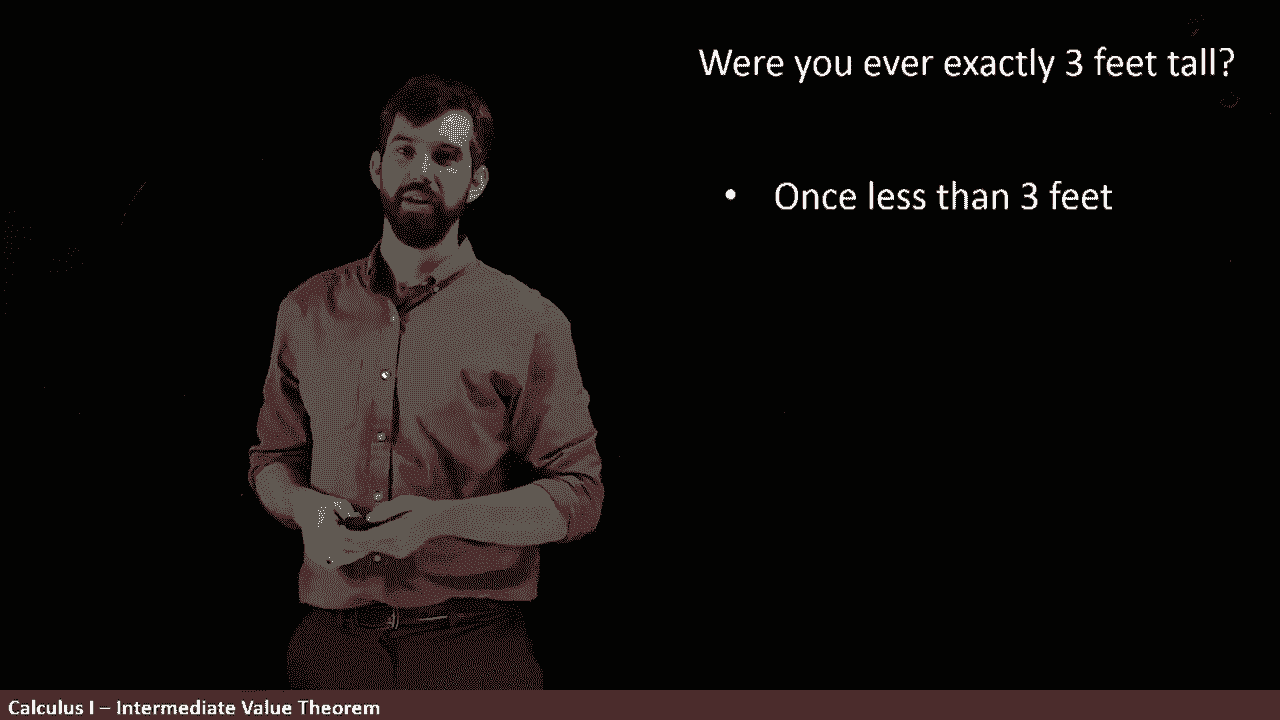 Were you ever exactly 3 feet tall?
• Once less than 3 feet
Calculus I – Intermediate Value Theorem